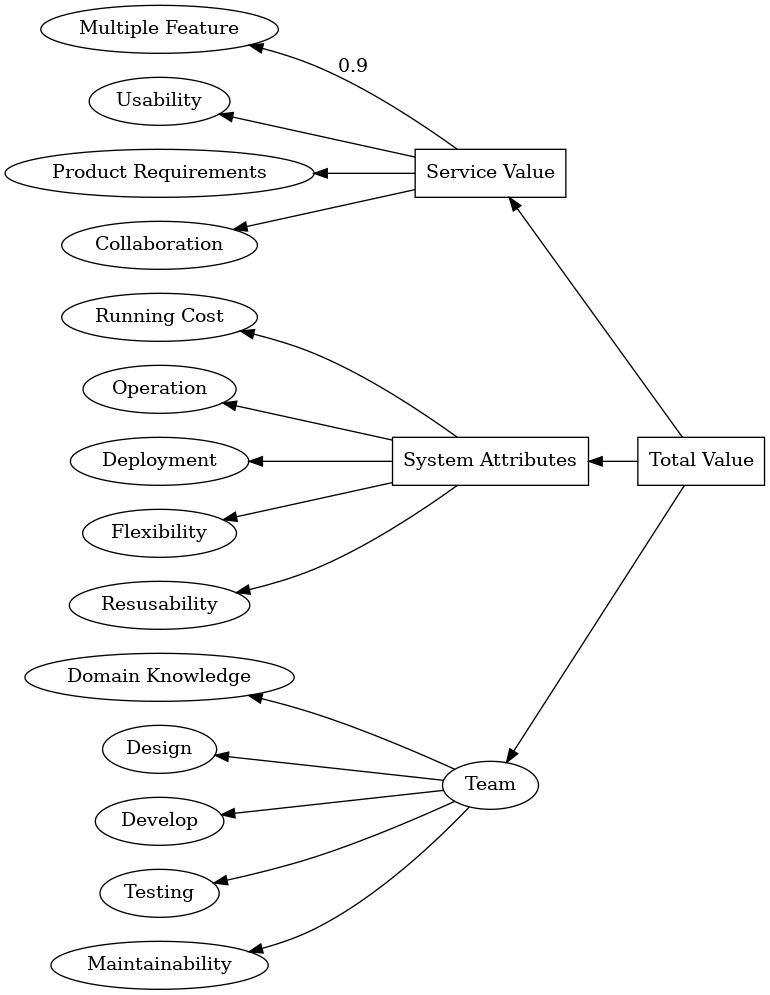 Multiple Feature
0.9
Usability
Product Requirements
Service Value
Collaboration
Running Cost
Operation
Deployment
System Attributes
Total Value
Flexibility
Resusability
Domain Knowledge
Design
Team
Develop
Testing
Maintainability